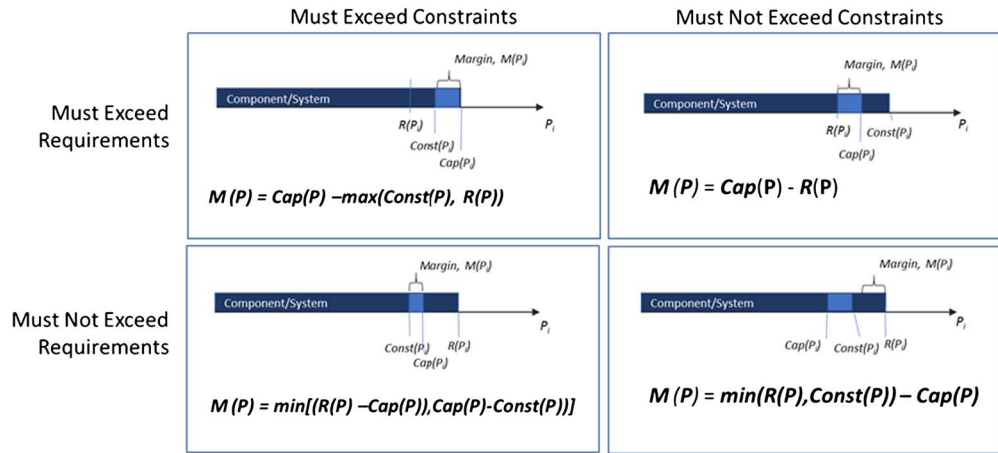 Must Exceed Constraints
Must Not Exceed Constraints
Must Exceed
Requirements
Margin, M(Pᵢ)
Component/System
R(Pᵢ)
Const(Pᵢ)
Cap(Pᵢ)
Pᵢ
M (P) = Cap(P) –max(Const(P), R(P))
Margin, M(Pᵢ)
Component/System
R(Pᵢ)
Const(Pᵢ)
Cap(Pᵢ)
Pᵢ
M (P) = Cap(P) - R(P)
Must Not Exceed
Requirements
Margin, M(Pᵢ)
Component/System
Pᵢ
Const(Pᵢ)
R(Pᵢ)
Cap(Pᵢ)
M (P) = min[(R(P) –Cap(P)),Cap(P)-Const(P))]
Margin, M(Pᵢ)
Component/System
Pᵢ
Cap(Pᵢ)
Const(Pᵢ)
R(Pᵢ)
M (P) = min(R(P),Const(P)) – Cap(P)